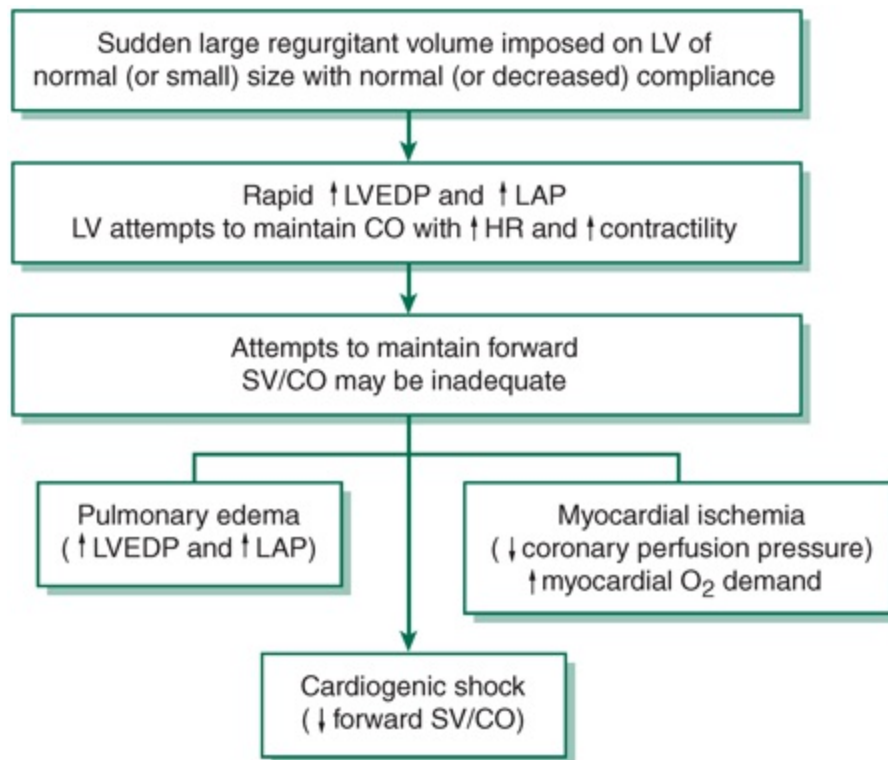 Sudden large regurgitant volume imposed on LV of
normal (or small) size with normal (or decreased) compliance
Rapid ↑LVEDP and ↑LAP
LV attempts to maintain CO with ↑HR and ↑contractility
Attempts to maintain forward
SV/CO may be inadequate
Pulmonary edema
(↑LVEDP and ↑LAP)
Myocardial ischemia
(↓coronary perfusion pressure)
↑myocardial O₂ demand
Cardiogenic shock
(↓forward SV/CO)